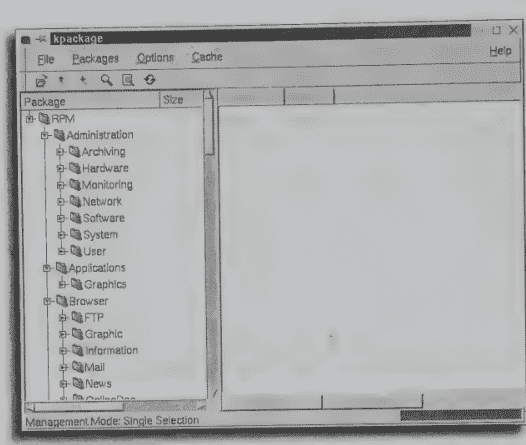 kpackage
File Packages Options Cache Help
Package Size
RPM
Administration
Archiving
Hardware
Monitoring
Network
Software
System
User
Applications
Graphics
Browser
FTP
Graphic
Information
Mail
News
OnlineDoc
Management Mode: Single Selection